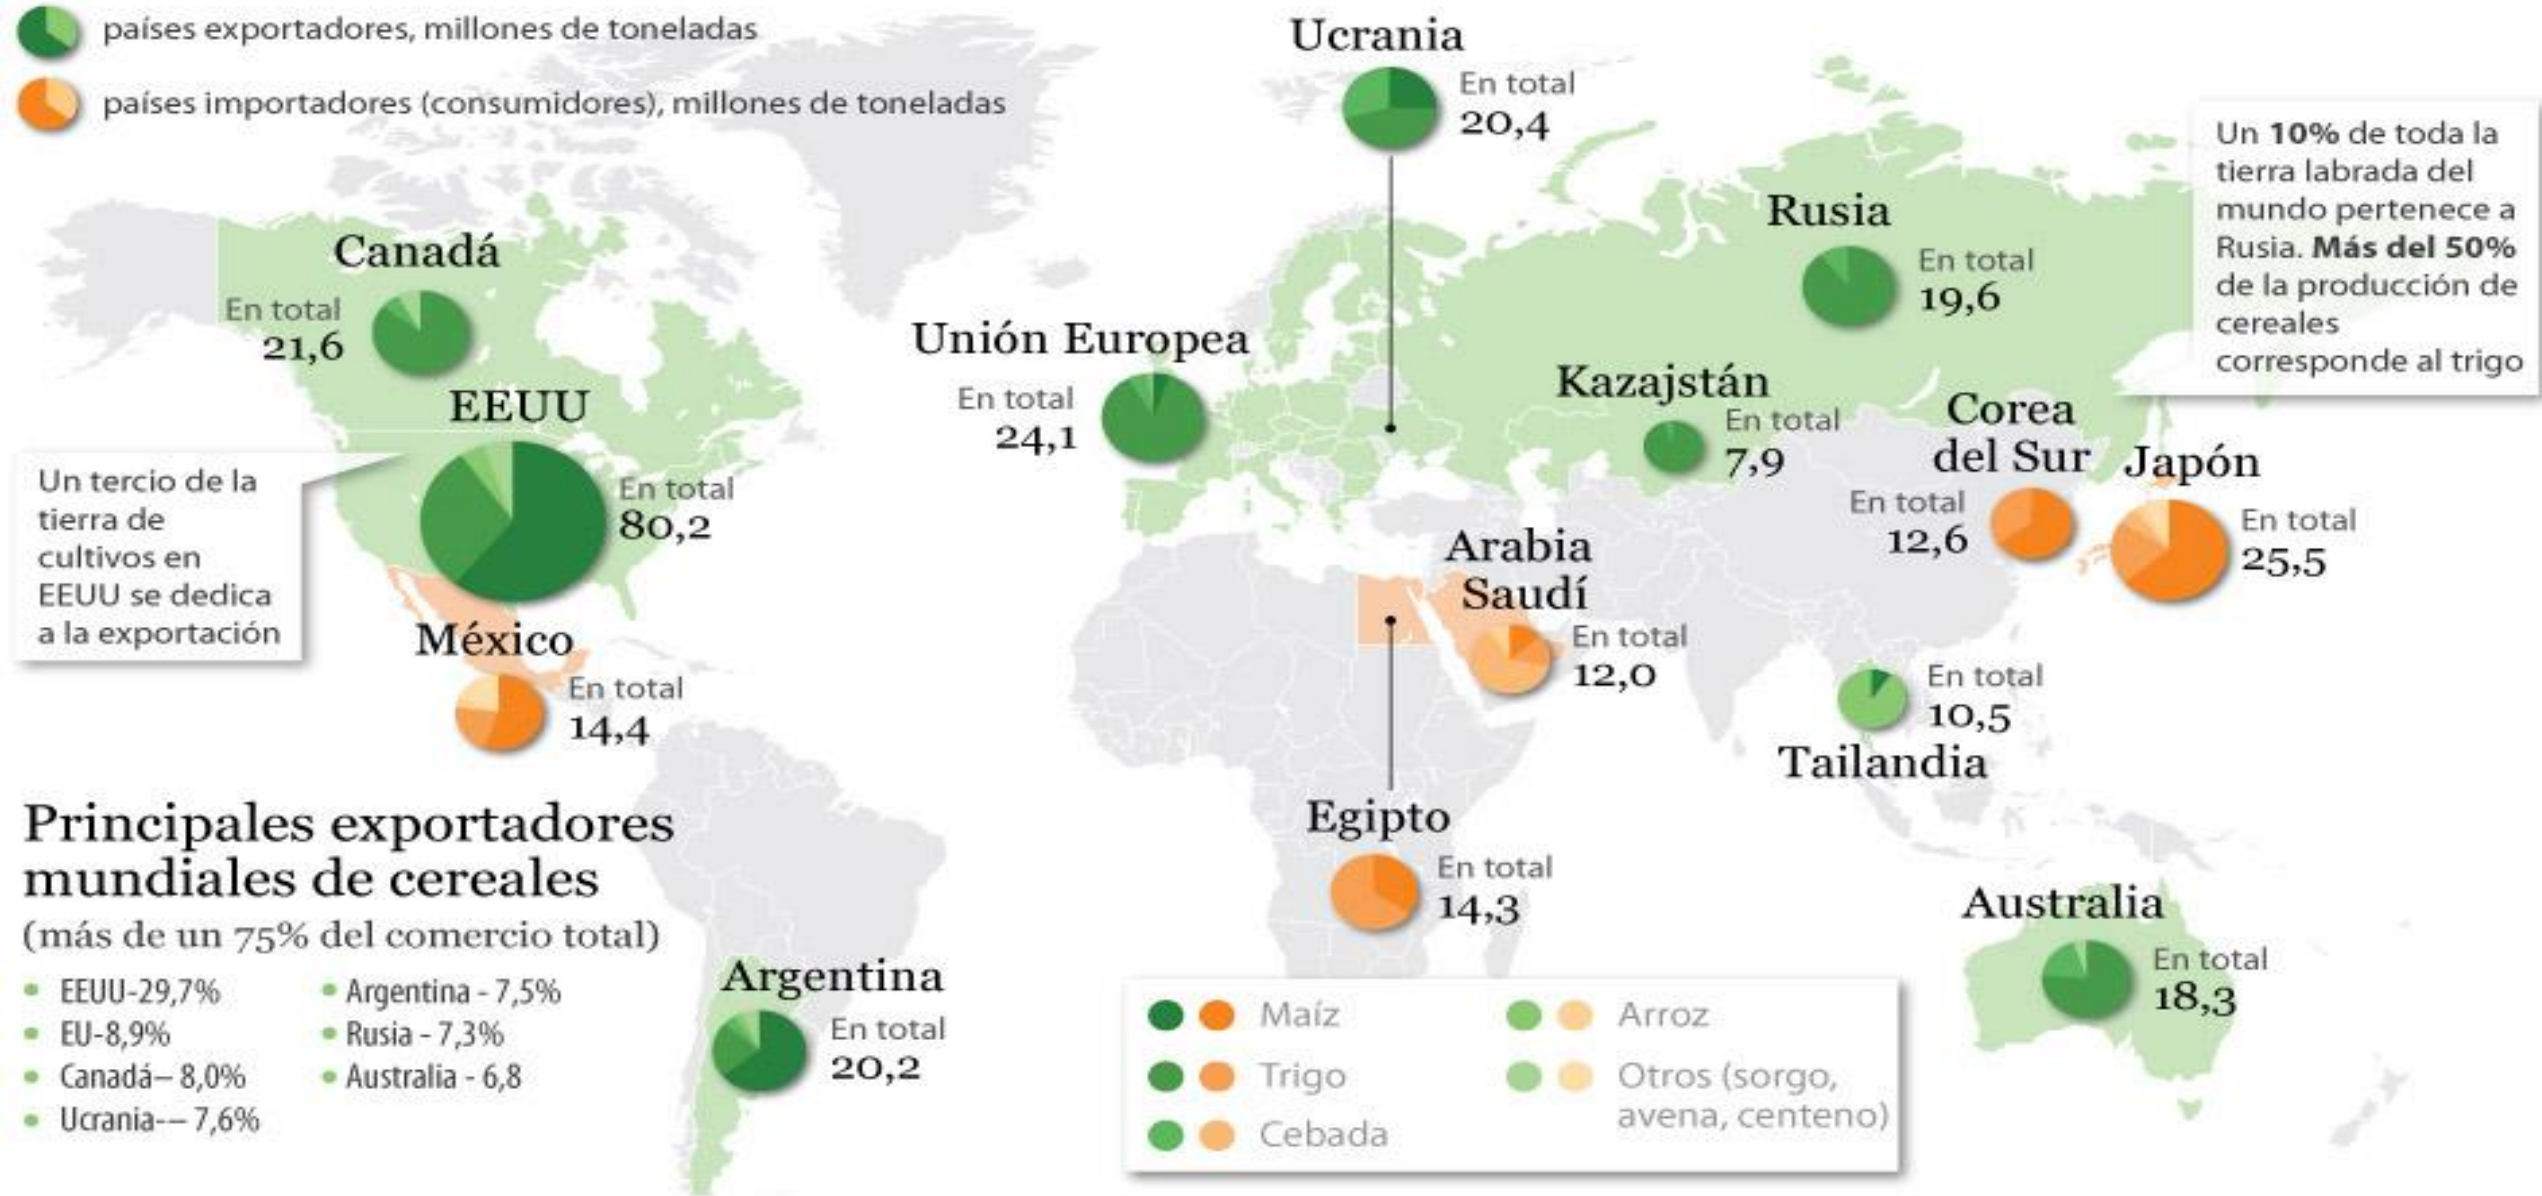 países exportadores, millones de toneladas
países importadores (consumidores), millones de toneladas
Ucrania
En total
20,4
Un 10% de toda la
tierra labrada del
mundo pertenece a
Rusia. Más del 50%
de la producción de
cereales
corresponde al trigo
Rusia
En total
19,6
Canadá
En total
21,6
Unión Europea
En total
24,1
Kazajstán
En total
7,9
EEUU
En total
80,2
Un tercio de la
tierra de
cultivos en
EEUU se dedica
a la exportación
Corea
del Sur
En total
12,6
Japón
En total
25,5
Arabia
Saudí
En total
12,0
México
En total
14,4
En total
10,5
Tailandia
Egipto
En total
14,3
Australia
En total
18,3
Argentina
En total
20,2
Principales exportadores
mundiales de cereales
(más de un 75% del comercio total)
EEUU-29,7%
EU-8,9%
Canadá– 8,0%
Ucrania-– 7,6%
Argentina - 7,5%
Rusia - 7,3%
Australia - 6,8
Maíz
Trigo
Cebada
Arroz
Otros (sorgo,
avena, centeno)